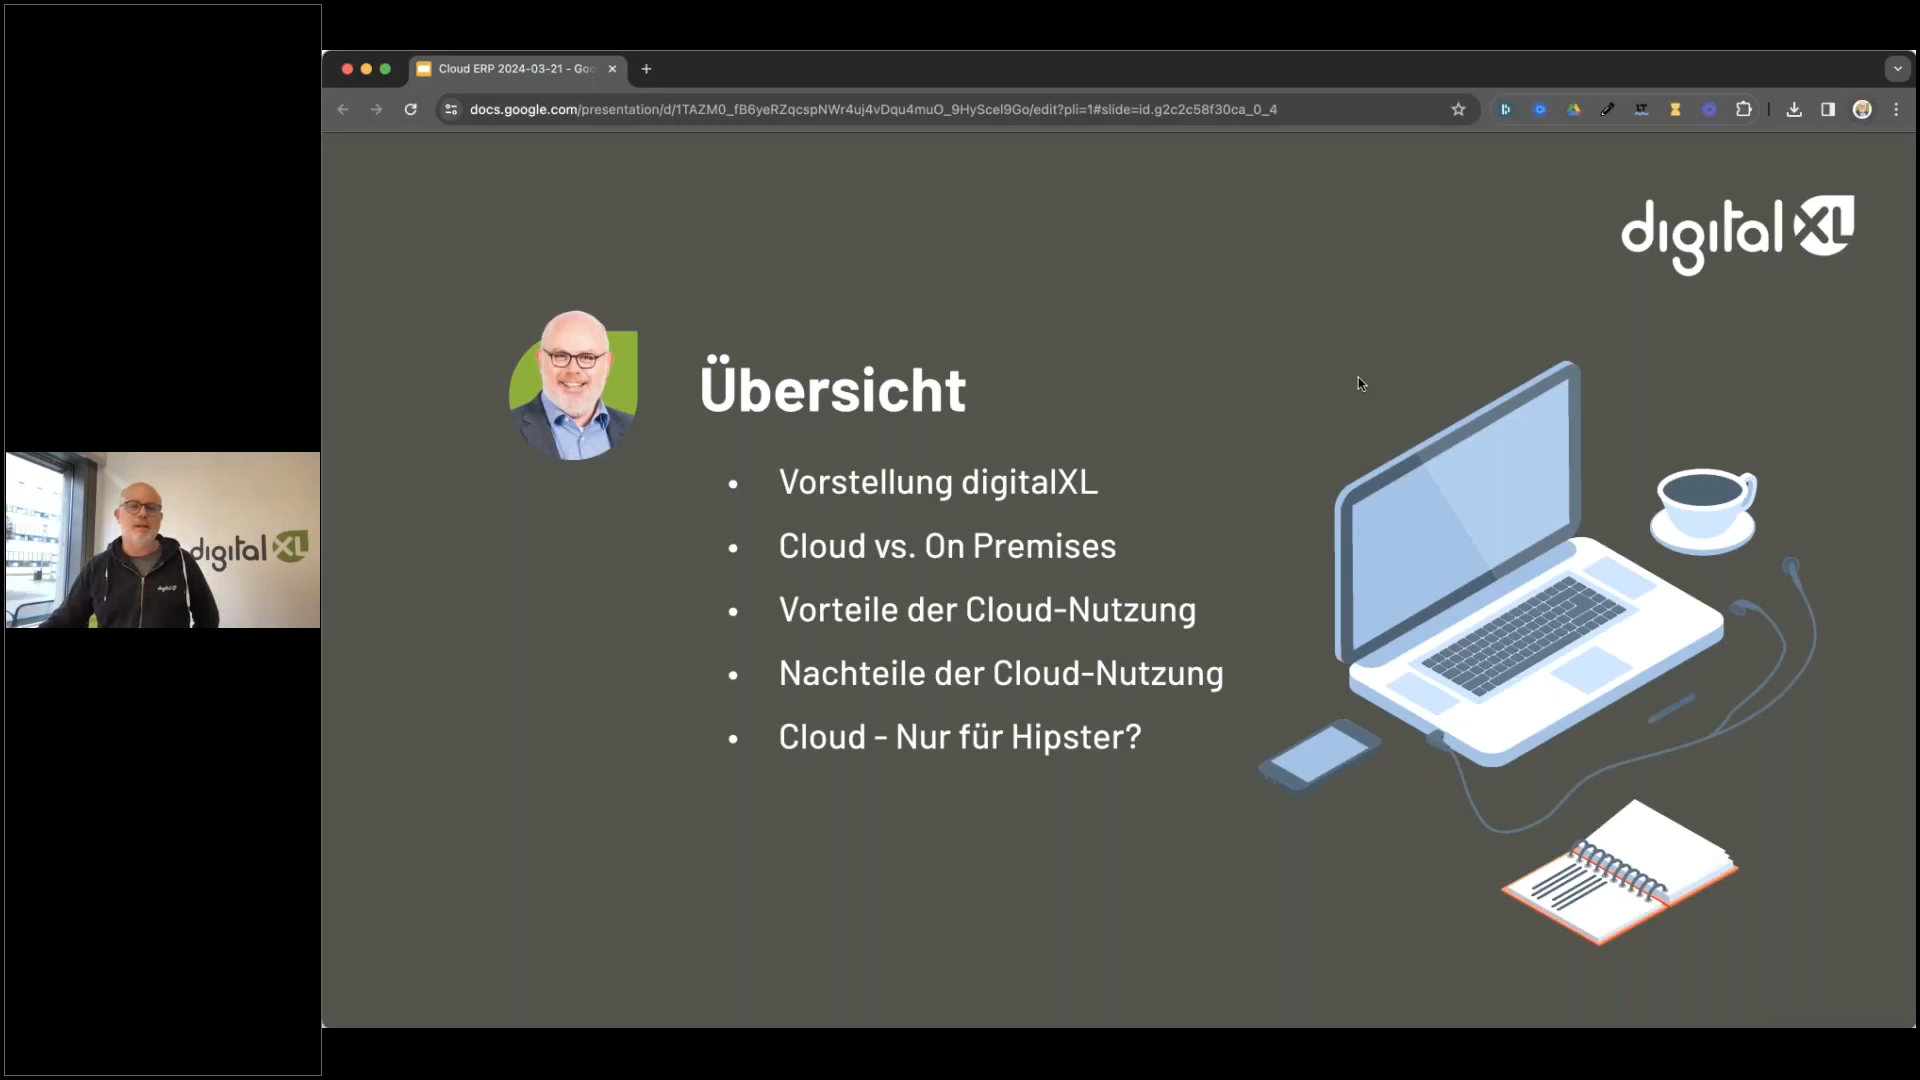 Cloud ERP 2024-03-21 - Goo
docs.google.com/presentation/d/1TAZM0_fB6yeRZqcspNWr4uj4vDqu4muO_9HyScel9Go/edit?pli=1#slide=id.g2c2c58f30ca_0_4
digital XL
Übersicht
• Vorstellung digitalXL
• Cloud vs. On Premises
• Vorteile der Cloud-Nutzung
• Nachteile der Cloud-Nutzung
• Cloud - Nur für Hipster?
digital XL